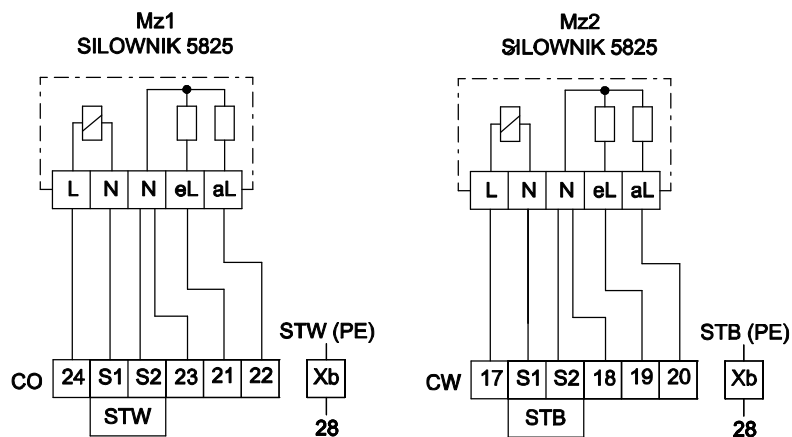 Mz1
SILOWNIK 5825
L N N eL aL
STW (PE)
CO 24 S1 S2 23 21 22 Xb
STW
28
Mz2
SILOWNIK 5825
L N N eL aL
STB (PE)
CW 17 S1 S2 18 19 20 Xb
STB
28